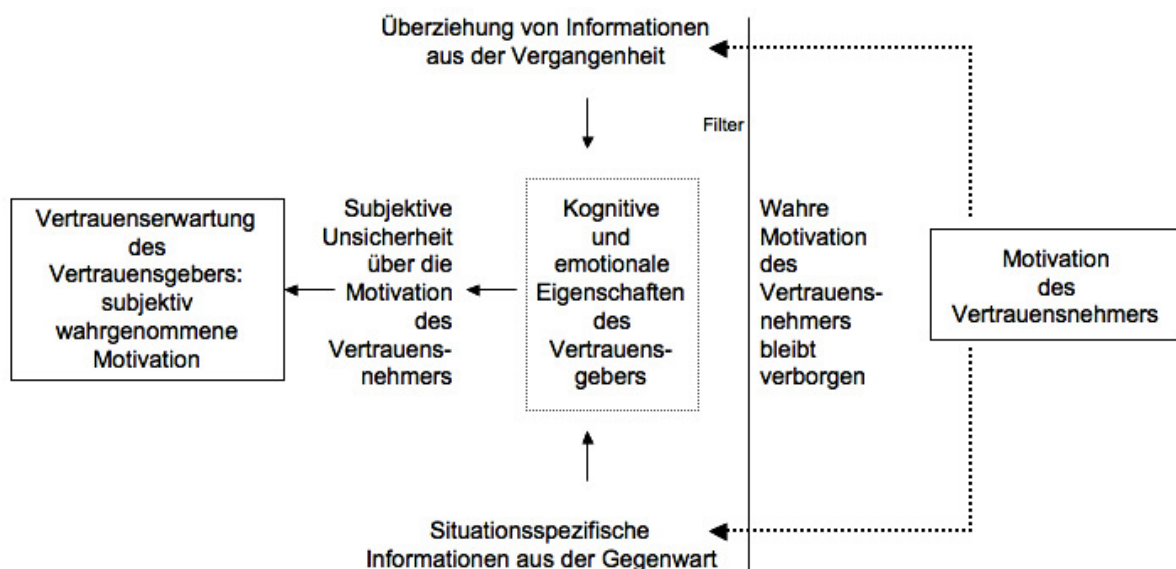 Überziehung von Informationen
aus der Vergangenheit
Filter
Vertrauenserwartung
des
Vertrauensgebers:
subjektiv
wahrgenommene
Motivation
Subjektive
Unsicherheit
über die
Motivation
des
Vertrauens-
nehmers
Kognitive
und
emotionale
Eigenschaften
des
Vertrauens-
gebers
Wahre
Motivation
des
Vertrauens-
nehmers
bleibt
verborgen
Motivation
des
Vertrauensnehmers
Situationsspezifische
Informationen aus der Gegenwart